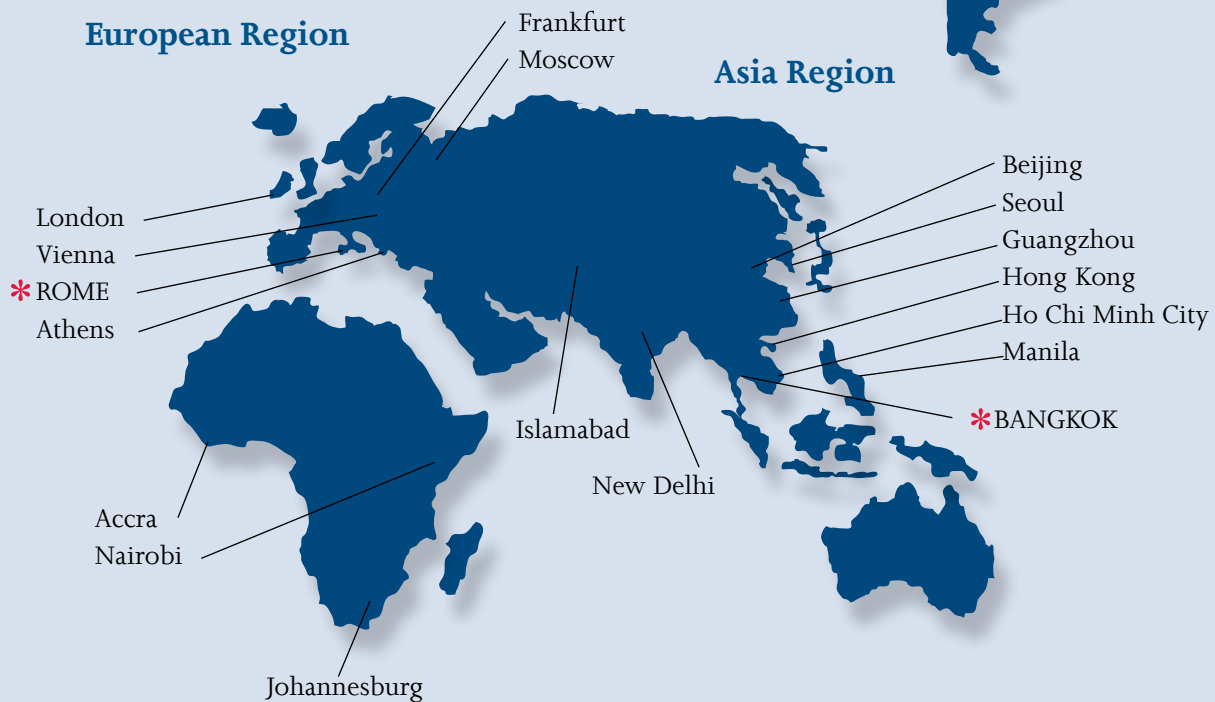 European Region
Frankfurt
Moscow
Asia Region
London
Vienna
* ROME
Athens
Beijing
Seoul
Guangzhou
Hong Kong
Ho Chi Minh City
Manila
* BANGKOK
Islamabad
New Delhi
Accra
Nairobi
Johannesburg